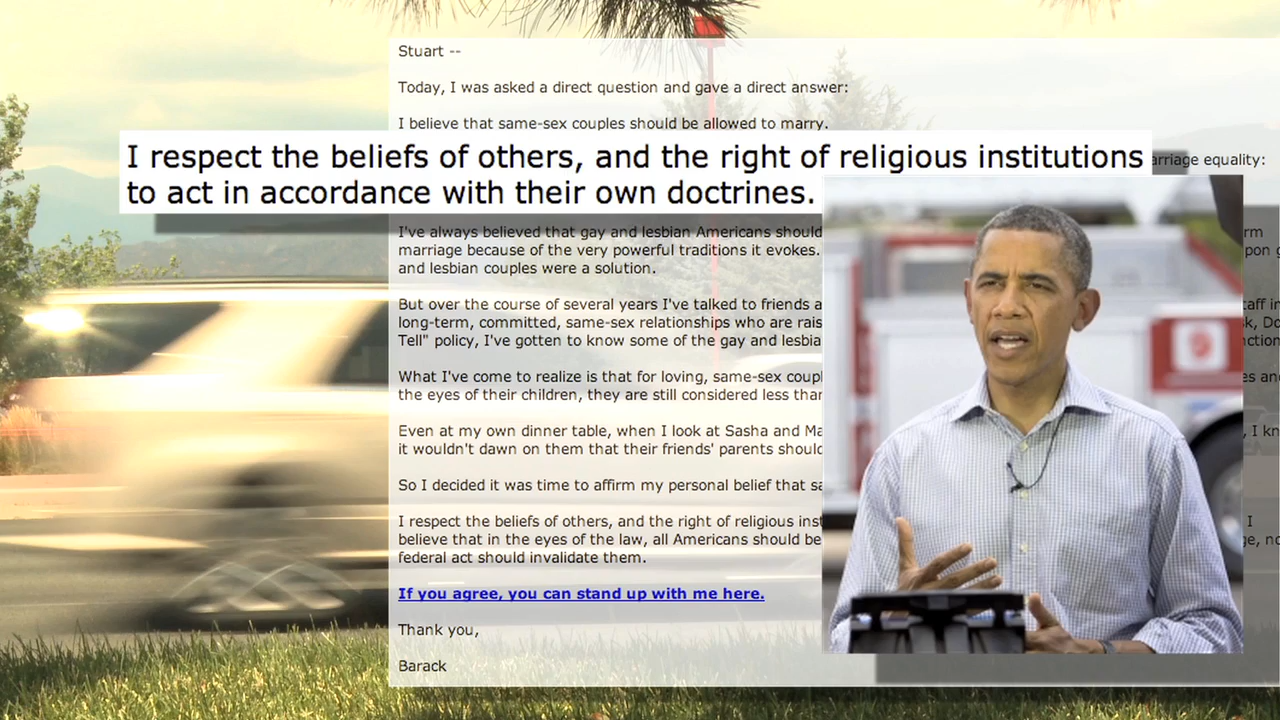 Stuart --
Today, I was asked a direct question and gave a direct answer:
I believe that same-sex couples should be allowed to marry.
arriage equality:
I respect the beliefs of others, and the right of religious institutions
to act in accordance with their own doctrines.
I've always believed that gay and lesbian Americans should
marriage because of the very powerful traditions it evokes. pon g
and lesbian couples were a solution.
But over the course of several years I've talked to friends a taff in
long-term, committed, same-sex relationships who are rais k, Do
Tell" policy, I've gotten to know some of the gay and lesbia nction
What I've come to realize is that for loving, same-sex coupl es and
the eyes of their children, they are still considered less than
Even at my own dinner table, when I look at Sasha and Ma , I kn
it wouldn't dawn on them that their friends' parents should
So I decided it was time to affirm my personal belief that sa
I respect the beliefs of others, and the right of religious inst I
believe that in the eyes of the law, all Americans should be ge, no
federal act should invalidate them.
If you agree, you can stand up with me here.
Thank you,
Barack